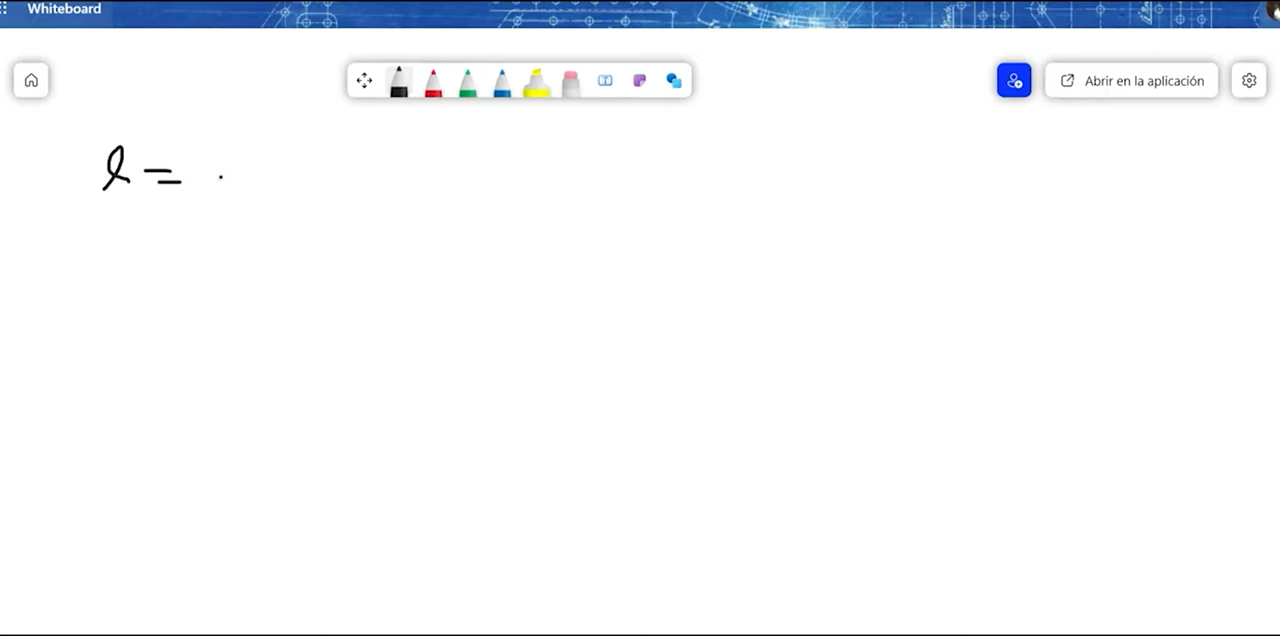 Whiteboard
Abrir en la aplicación
l = .